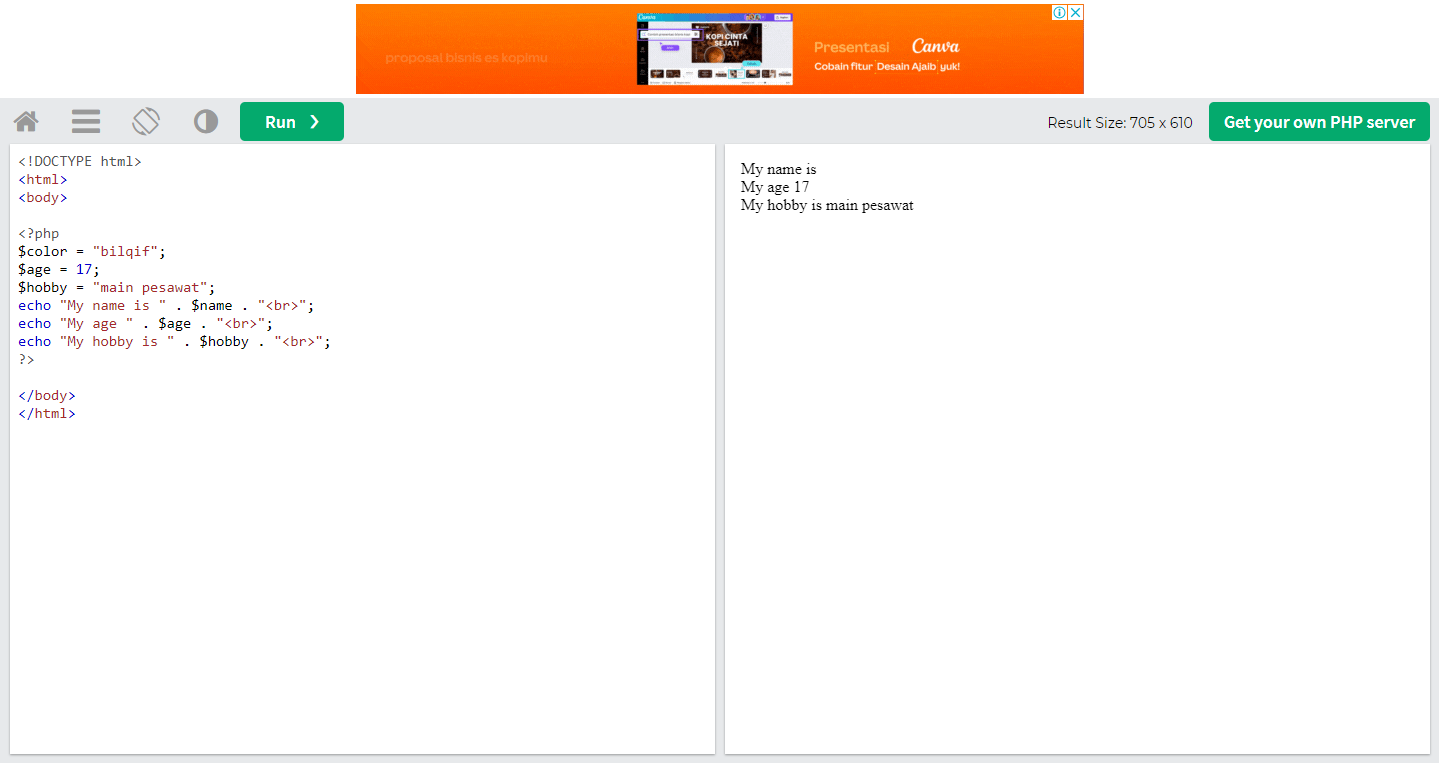 proposal bisnis es kopimu
Canva
KOPI CINTA
SEJATI
Presentasi Canva
Cobain fitur 'Desain Ajaib' yuk!
Run ❯
Result Size: 705 x 610
Get your own PHP server
<!DOCTYPE html>
<html>
<body>
<?php
$color = "bilqif";
$age = 17;
$hobby = "main pesawat";
echo "My name is " . $name . "<br>";
echo "My age " . $age . "<br>";
echo "My hobby is " . $hobby . "<br>";
?>
</body>
</html>
My name is
My age 17
My hobby is main pesawat